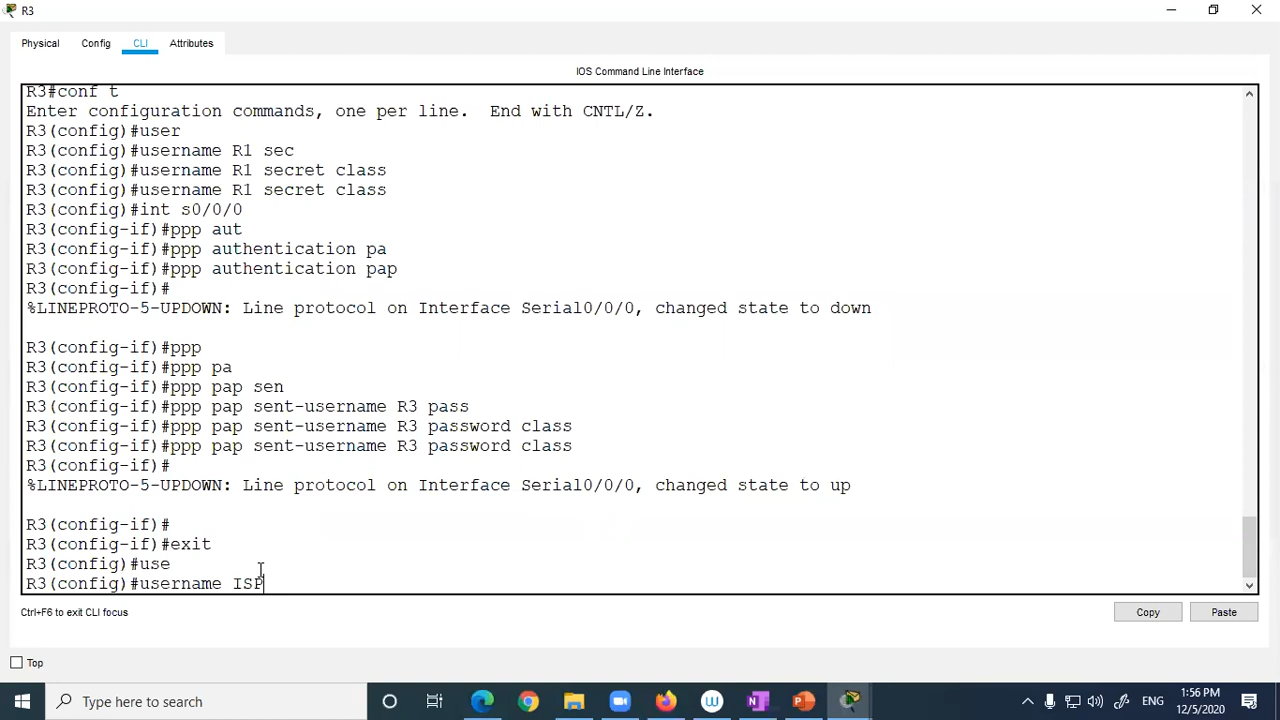 R3
Physical
Config
CLI
Attributes
IOS Command Line Interface
R3#conf t
Enter configuration commands, one per line.  End with CNTL/Z.
R3(config)#user
R3(config)#username R1 sec
R3(config)#username R1 secret class
R3(config)#username R1 secret class
R3(config)#int s0/0/0
R3(config-if)#ppp aut
R3(config-if)#ppp authentication pa
R3(config-if)#ppp authentication pap
R3(config-if)#
%LINEPROTO-5-UPDOWN: Line protocol on Interface Serial0/0/0, changed state to down
R3(config-if)#ppp
R3(config-if)#ppp pa
R3(config-if)#ppp pap sen
R3(config-if)#ppp pap sent-username R3 pass
R3(config-if)#ppp pap sent-username R3 password class
R3(config-if)#ppp pap sent-username R3 password class
R3(config-if)#
%LINEPROTO-5-UPDOWN: Line protocol on Interface Serial0/0/0, changed state to up
R3(config-if)#
R3(config-if)#exit
R3(config)#use
R3(config)#username ISP
Ctrl+F6 to exit CLI focus
Copy
Paste
Top
Type here to search
ENG
1:56 PM
12/5/2020